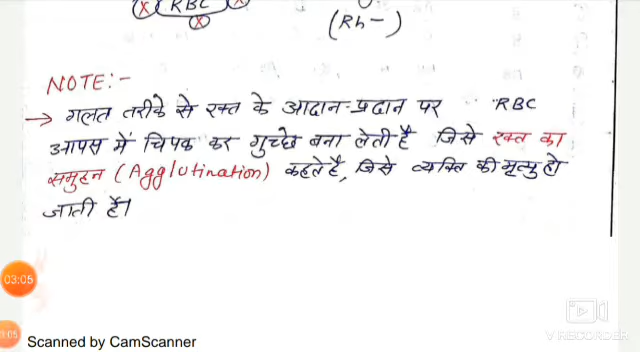 RBC
(Rh-)
NOTE:-
→ गलत तरीके से रक्त के आदान-प्रदान पर RBC
आपस में चिपक कर गुच्छे बना लेती है जिसे रक्त का
समुहन (Agglutination) कहते है, जिसे व्यक्ति की मृत्यु हो
जाती हैं।
03:05
:05
Scanned by CamScanner
V RECORDER